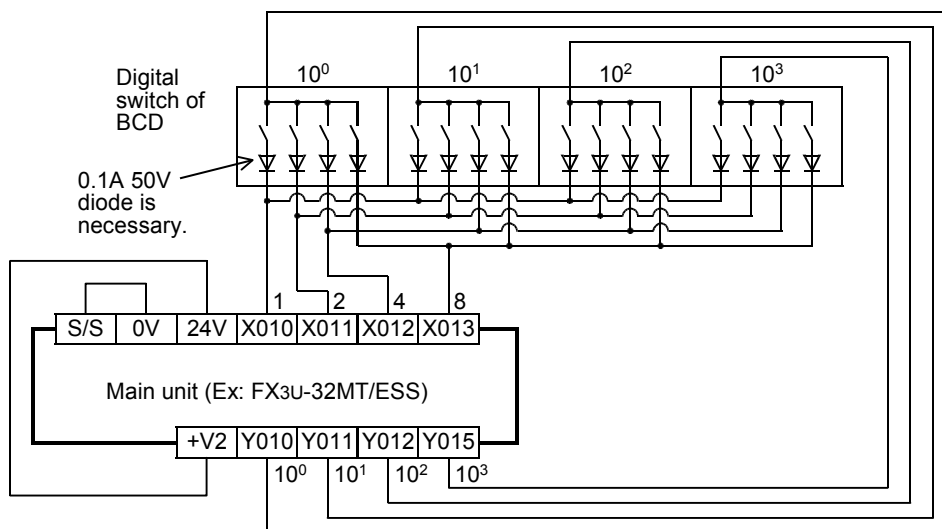 10⁰ 10¹ 10² 10³
Digital
switch of
BCD
0.1A 50V
diode is
necessary.
1 2 4 8
S/S 0V 24V X010 X011 X012 X013
Main unit (Ex: FX3U-32MT/ESS)
+V2 Y010 Y011 Y012 Y015
10⁰ 10¹ 10² 10³